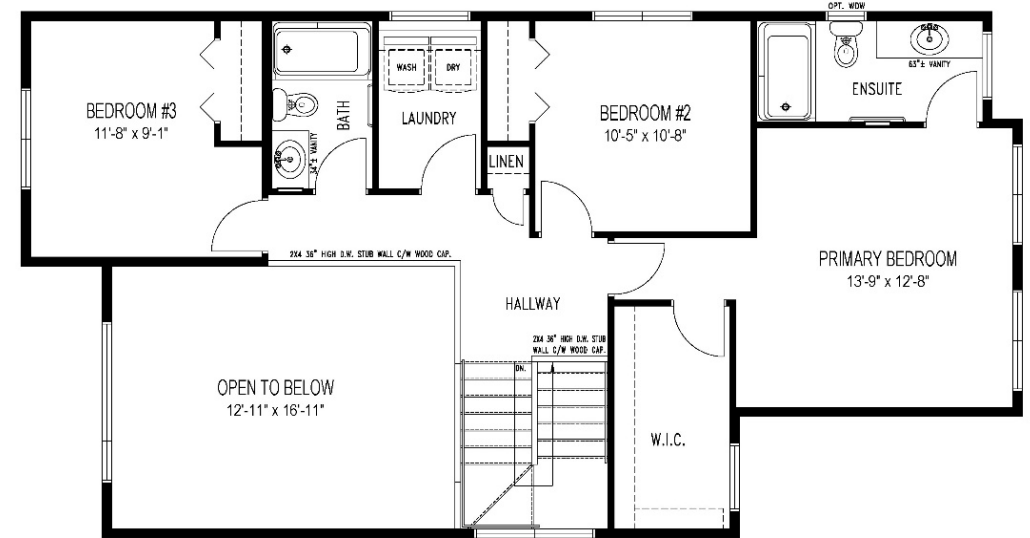 OPT. WDW
BEDROOM #3
11'-8" x 9'-1"
BATH
34"± VANITY
WASH
DRY
LAUNDRY
LINEN
BEDROOM #2
10'-5" x 10'-8"
63"± VANITY
ENSUITE
PRIMARY BEDROOM
13'-9" x 12'-8"
2X4 36" HIGH D.W. STUB WALL C/W WOOD CAP.
HALLWAY
2X4 36" HIGH D.W. STUB
WALL C/W WOOD CAP.
DN.
OPEN TO BELOW
12'-11" x 16'-11"
W.I.C.